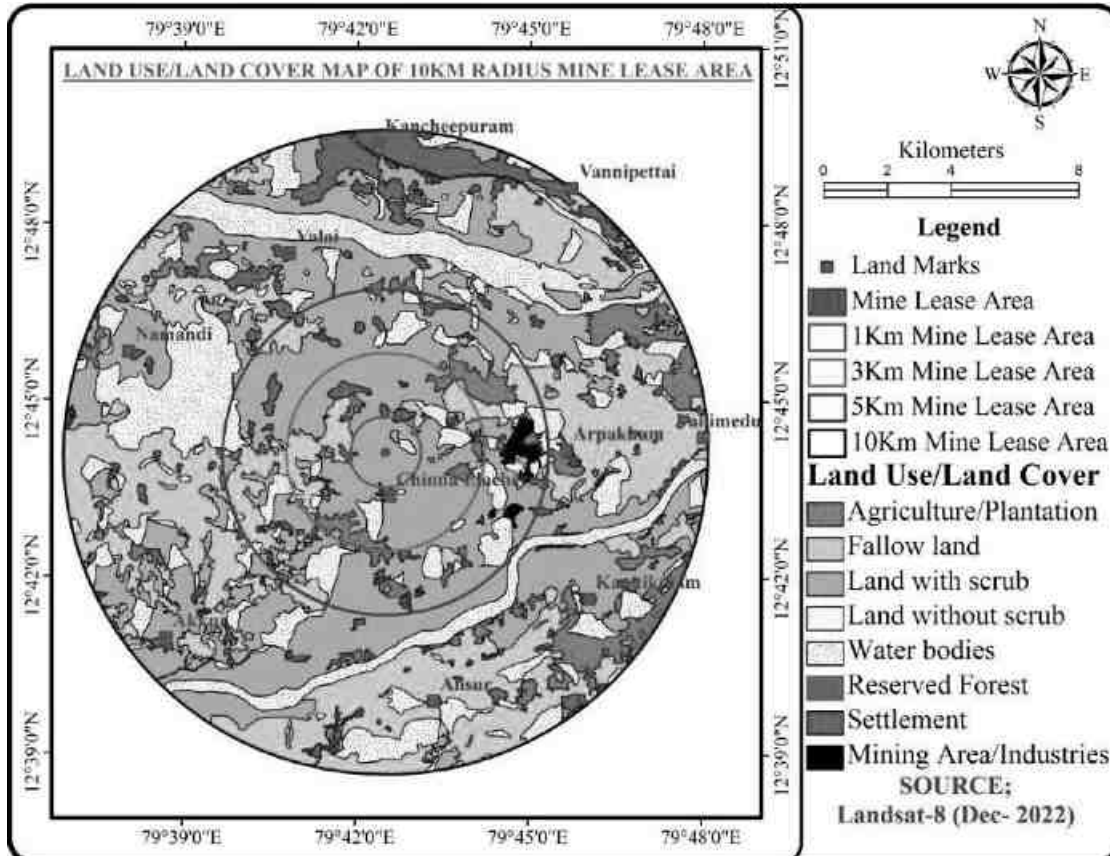 79°39'0"E 79°42'0"E 79°45'0"E 79°48'0"E
12°51'0"N
LAND USE/LAND COVER MAP OF 10KM RADIUS MINE LEASE AREA
N
W E
S
Kancheepuram
Vannipettai
Kilometers
0 2 4 8
12°48'0"N 12°48'0"N
Valai
Legend
Land Marks
Mine Lease Area
1Km Mine Lease Area
3Km Mine Lease Area
5Km Mine Lease Area
10Km Mine Lease Area
Namandi
12°45'0"N 12°45'0"N
Arpakkum
Land Use/Land Cover
Agriculture/Plantation
Fallow land
Land with scrub
Land without scrub
Water bodies
Reserved Forest
Settlement
Mining Area/Industries
Chinna
12°42'0"N 12°42'0"N
Ansur
12°39'0"N 12°39'0"N
SOURCE;
Landsat-8 (Dec- 2022)
79°39'0"E 79°42'0"E 79°45'0"E 79°48'0"E